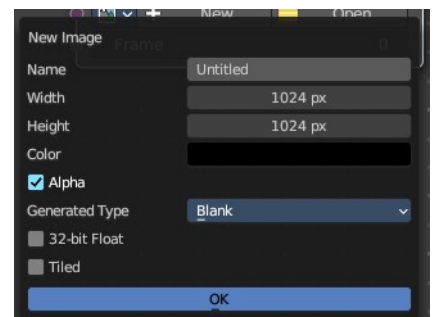 New Open
New Image
Frame 0
Name Untitled
Width 1024 px
Height 1024 px
Color
Alpha
Generated Type Blank
32-bit Float
Tiled
OK